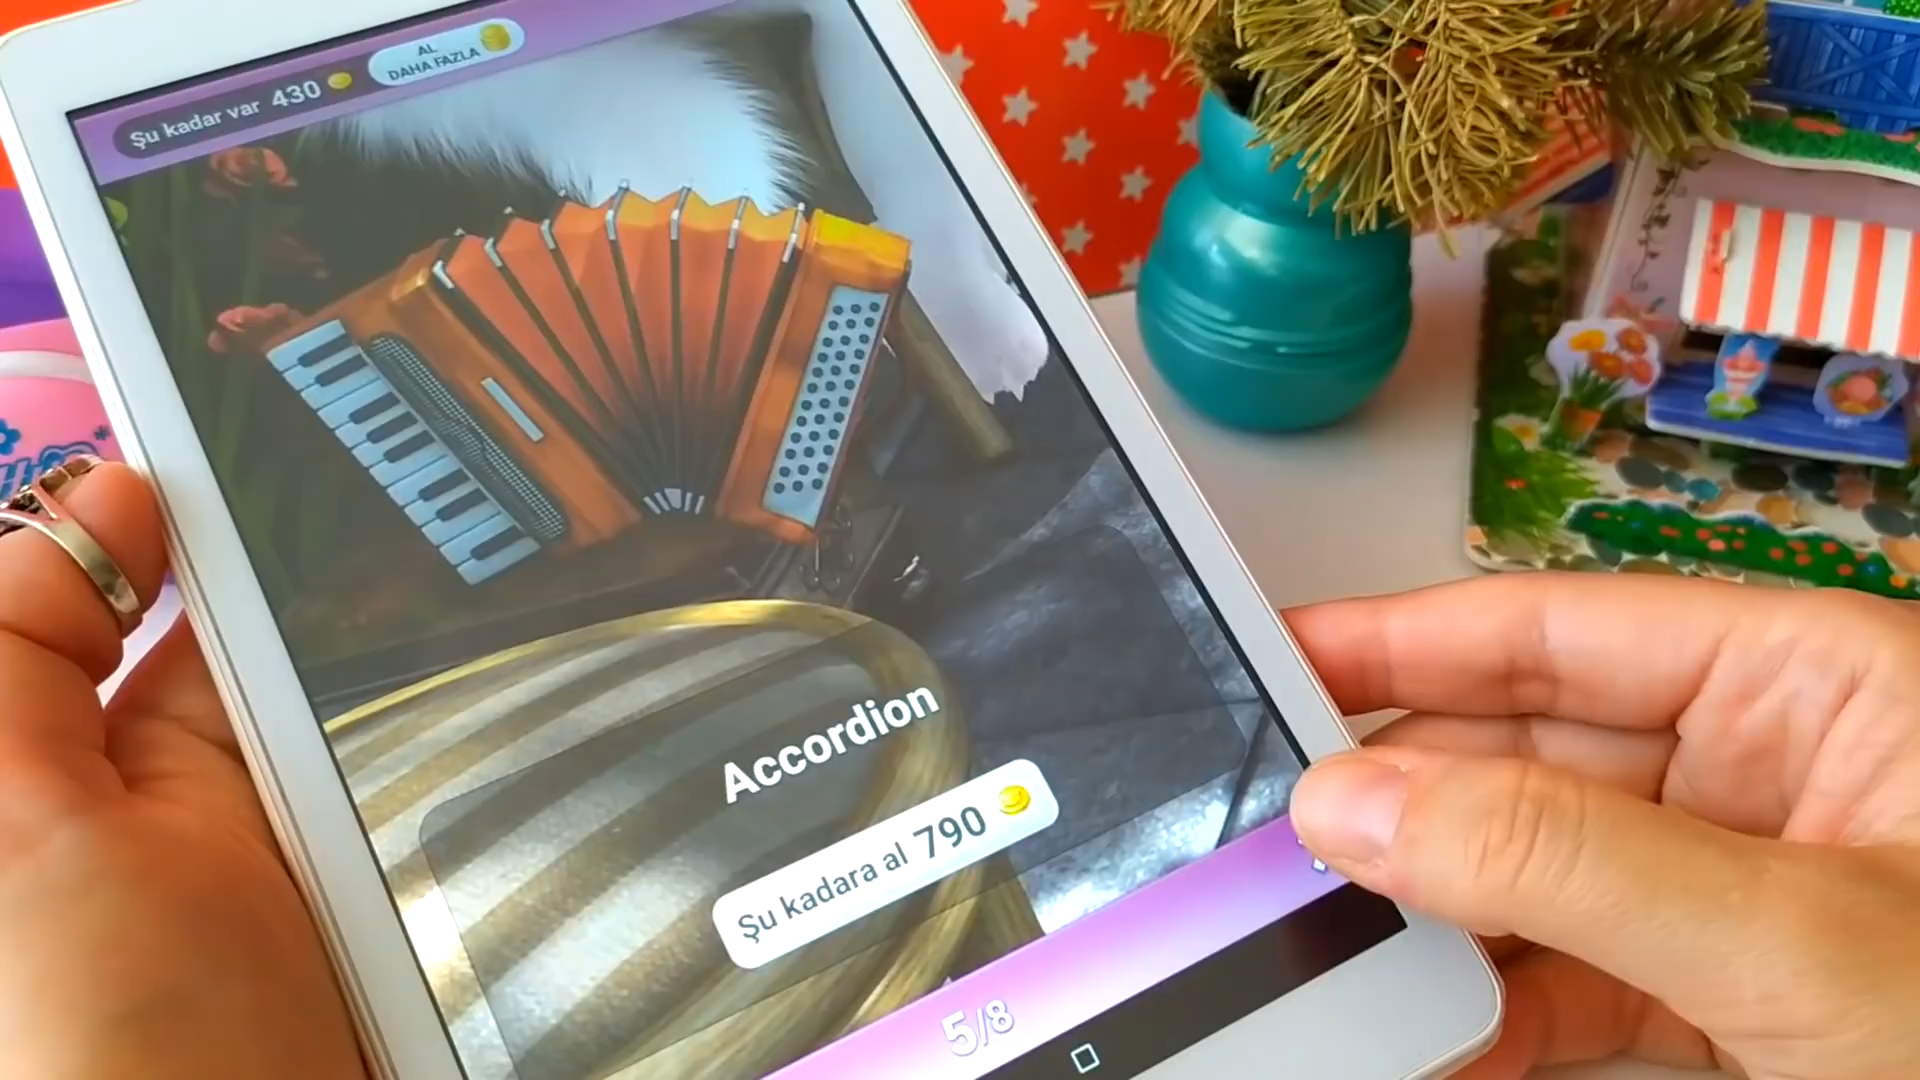 Şu kadar var 430
AL
DAHA FAZLA
Accordion
Şu kadara al 790
5/8